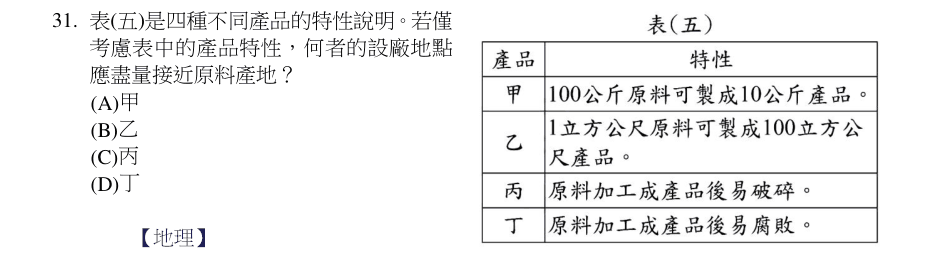 31. 表(五)是四種不同產品的特性說明。若僅
考慮表中的產品特性，何者的設廠地點
應盡量接近原料產地？
(A)甲
(B)乙
(C)丙
(D)丁
【地理】
表(五)
產品 特性
甲 100公斤原料可製成10公斤產品。
乙 1立方公尺原料可製成100立方公
尺產品。
丙 原料加工成產品後易破碎。
丁 原料加工成產品後易腐敗。